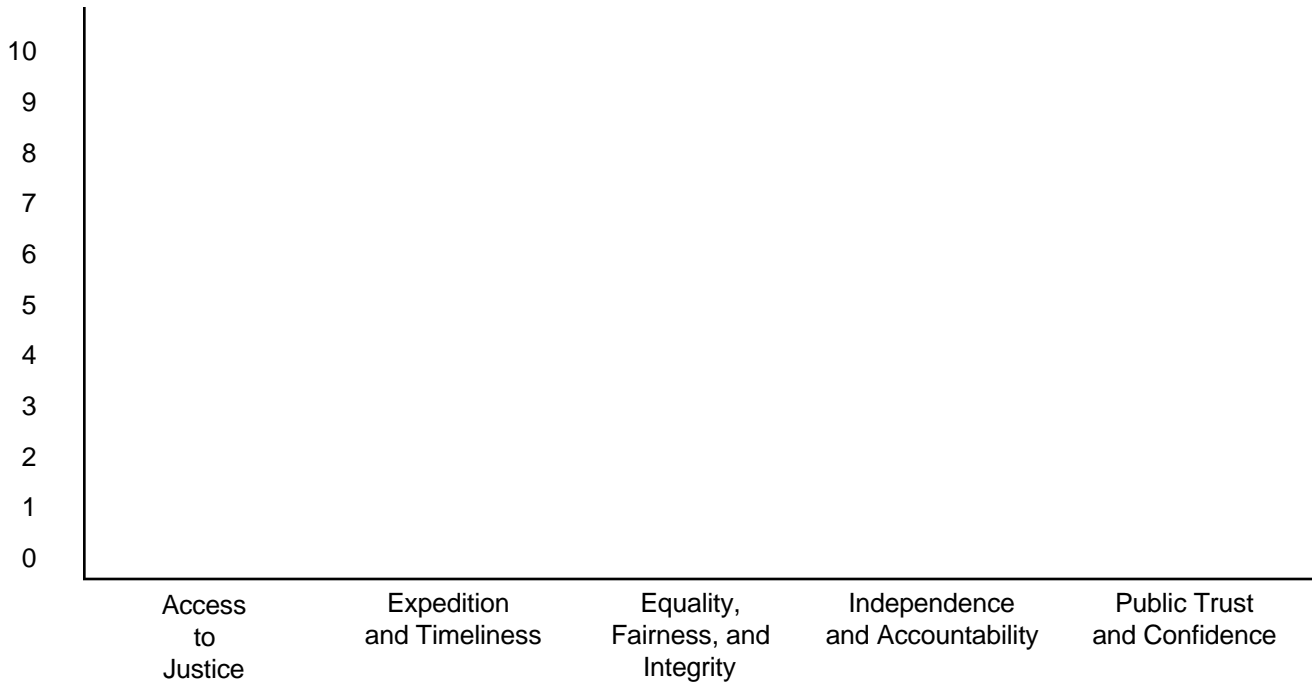 10
9
8
7
6
5
4
3
2
1
0
Access
to
Justice
Expedition
and Timeliness
Equality,
Fairness, and
Integrity
Independence
and Accountability
Public Trust
and Confidence